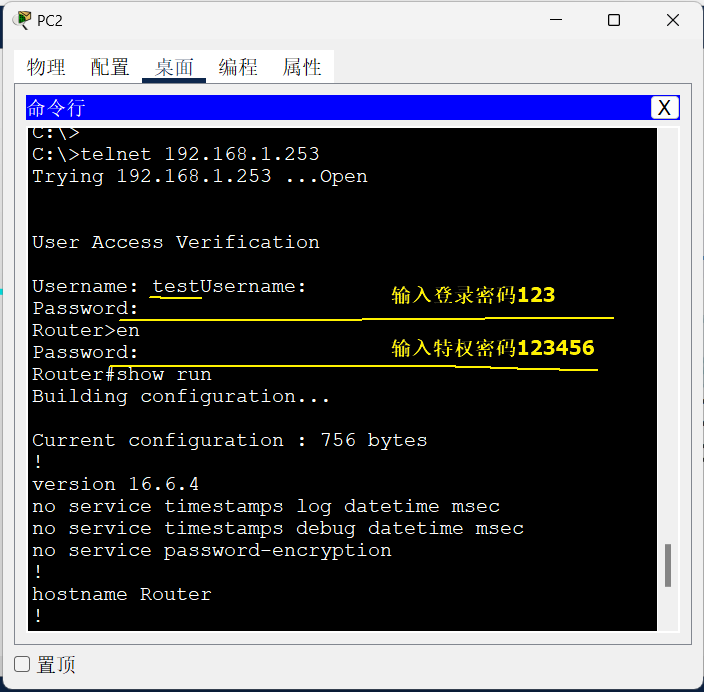 PC2
物理 配置 桌面 编程 属性
命令行 X
C:\>
C:\>telnet 192.168.1.253
Trying 192.168.1.253 ...Open
User Access Verification
Username: testUsername:
输入登录密码123
Password:
Router>en
输入特权密码123456
Password:
Router#show run
Building configuration...
Current configuration : 756 bytes
!
version 16.6.4
no service timestamps log datetime msec
no service timestamps debug datetime msec
no service password-encryption
!
hostname Router
!
置顶